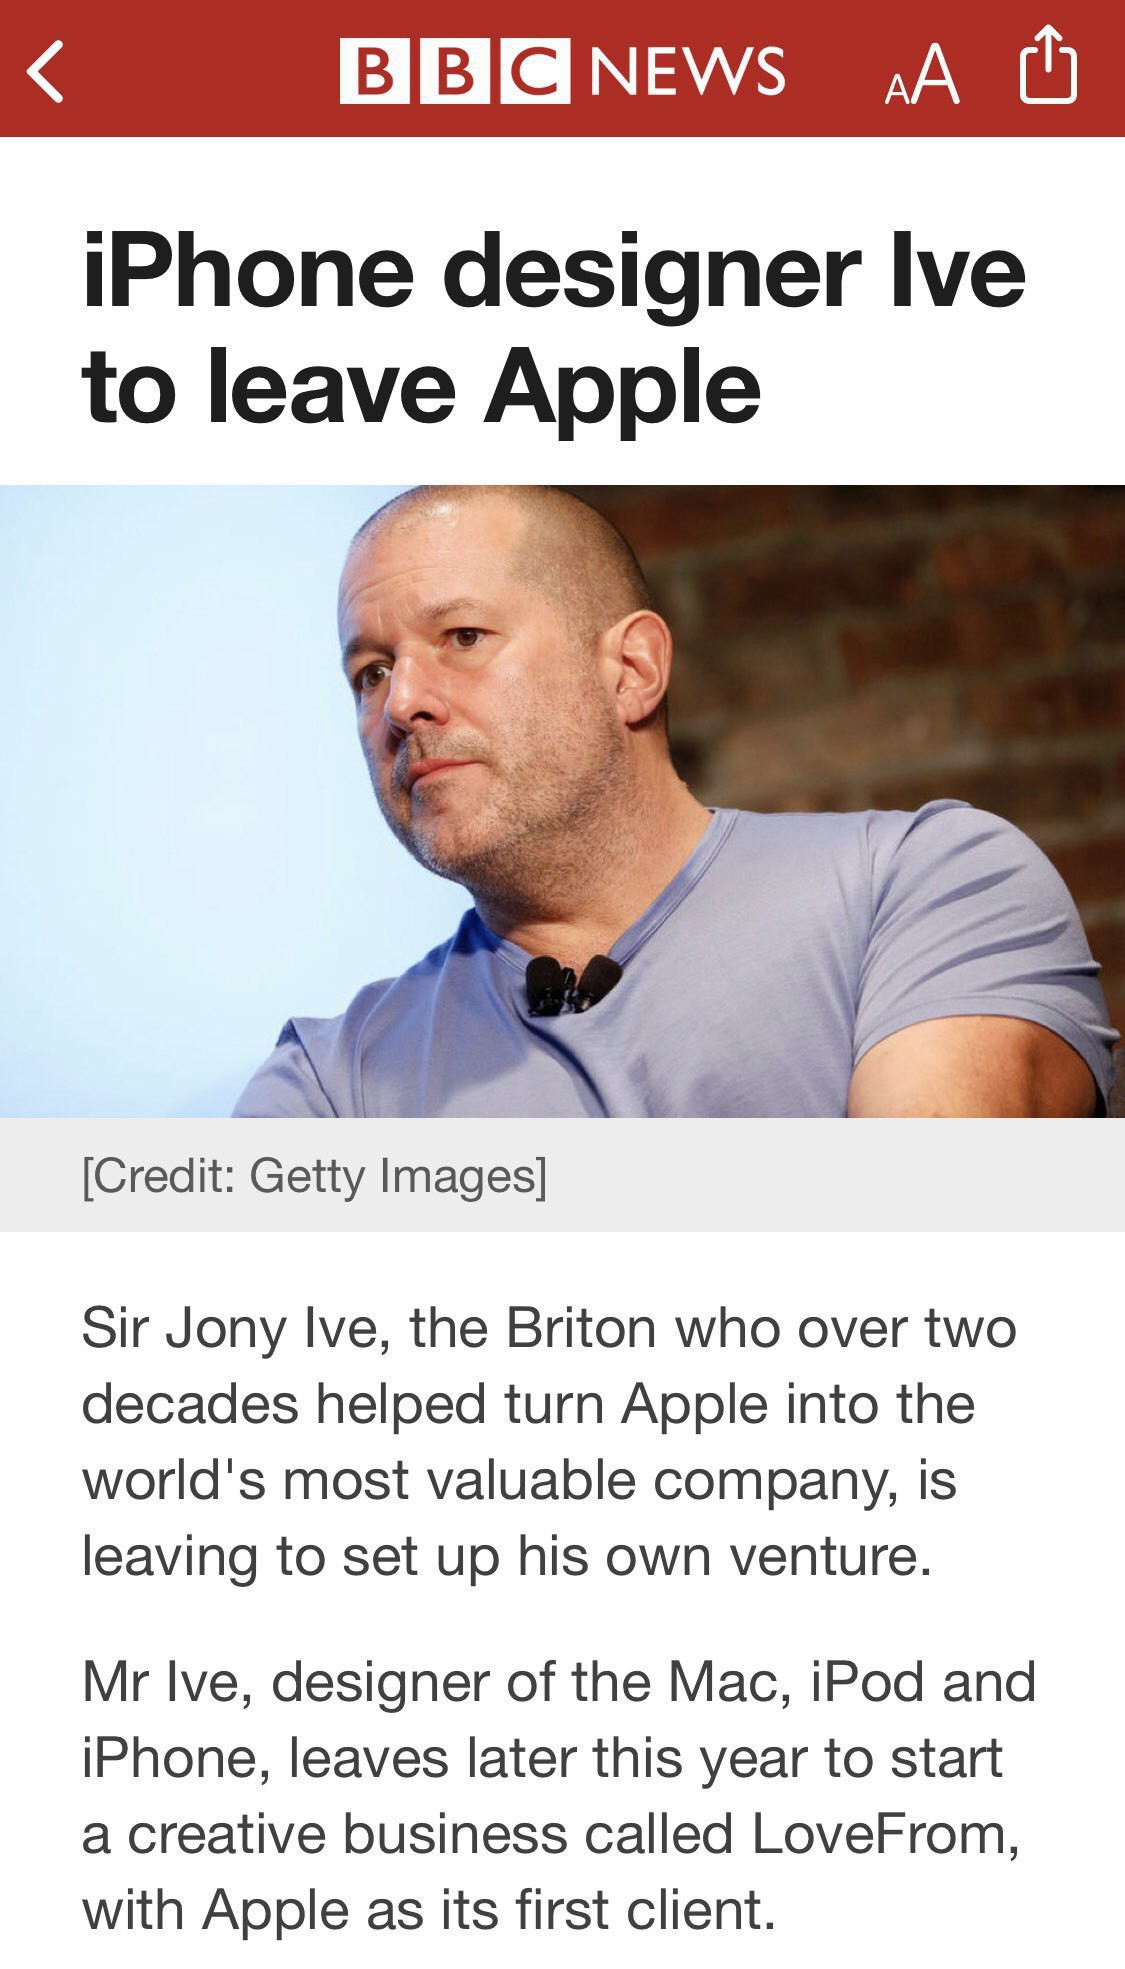 BBC NEWS AA
iPhone designer Ive
to leave Apple
[Credit: Getty Images]
Sir Jony Ive, the Briton who over two
decades helped turn Apple into the
world's most valuable company, is
leaving to set up his own venture.
Mr Ive, designer of the Mac, iPod and
iPhone, leaves later this year to start
a creative business called LoveFrom,
with Apple as its first client.